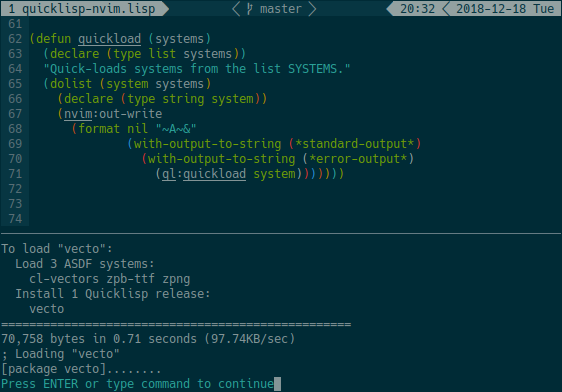 1 quicklisp-nvim.lisp master 20:32 2018-12-18 Tue
61
62 (defun quickload (systems)
63   (declare (type list systems))
64   "Quick-loads systems from the list SYSTEMS."
65   (dolist (system systems)
66     (declare (type string system))
67     (nvim:out-write
68       (format nil "~A~&"
69               (with-output-to-string (*standard-output*)
70                 (with-output-to-string (*error-output*)
71                   (ql:quickload system)))))))
72
73
74
To load "vecto":
  Load 3 ASDF systems:
    cl-vectors zpb-ttf zpng
  Install 1 Quicklisp release:
    vecto
==================================================
70,758 bytes in 0.71 seconds (97.74KB/sec)
; Loading "vecto"
[package vecto]........
Press ENTER or type command to continue